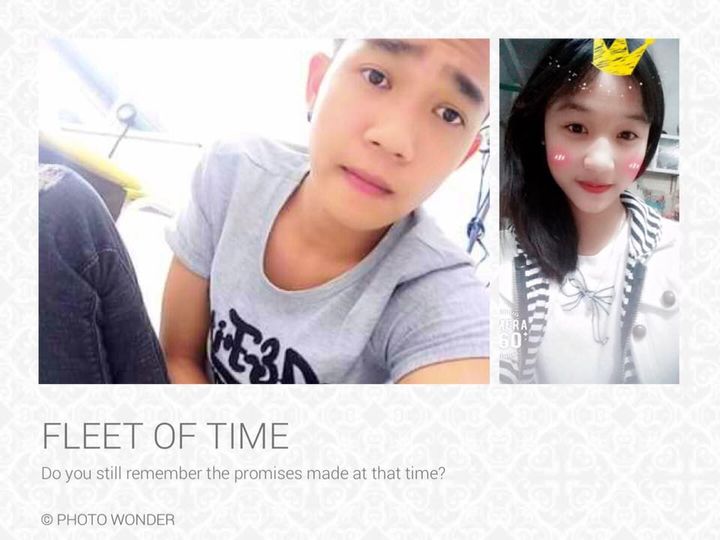 FLEET OF TIME
Do you still remember the promises made at that time?
© PHOTO WONDER